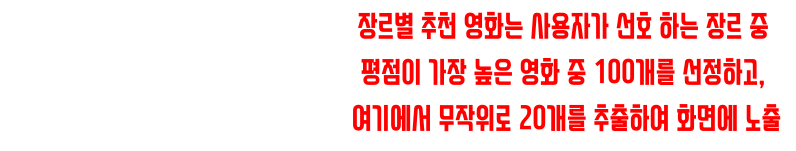 장르별 추천 영화는 사용자가 선호 하는 장르 중
평점이 가장 높은 영화 중 100개를 선정하고,
여기에서 무작위로 20개를 추출하여 화면에 노출